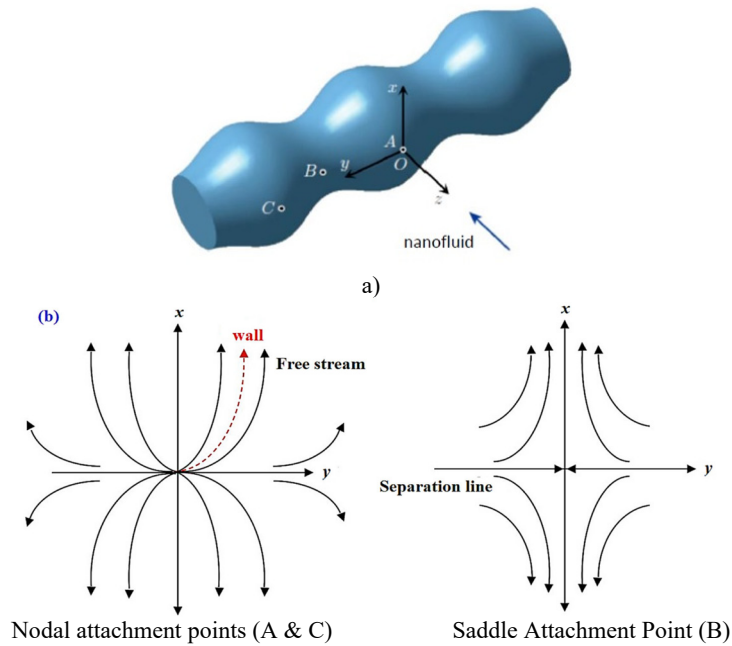 x
A
B
y
O
C
z
nanofluid
a)
(b)
x
x
wall
Free stream
y
y
Separation line
Nodal attachment points (A & C)
Saddle Attachment Point (B)